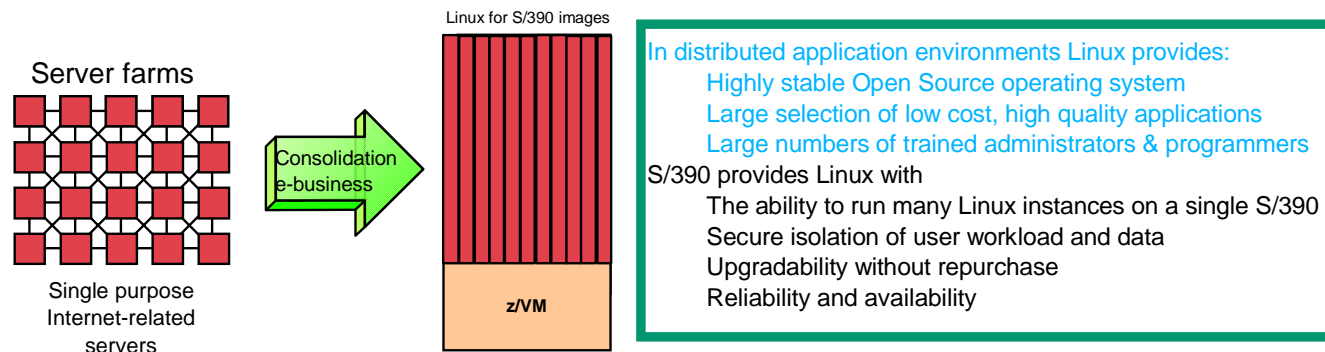 Linux for S/390 images
Server farms
Consolidation
e-business
z/VM
Single purpose
Internet-related
servers
In distributed application environments Linux provides:
Highly stable Open Source operating system
Large selection of low cost, high quality applications
Large numbers of trained administrators & programmers
S/390 provides Linux with
The ability to run many Linux instances on a single S/390
Secure isolation of user workload and data
Upgradability without repurchase
Reliability and availability